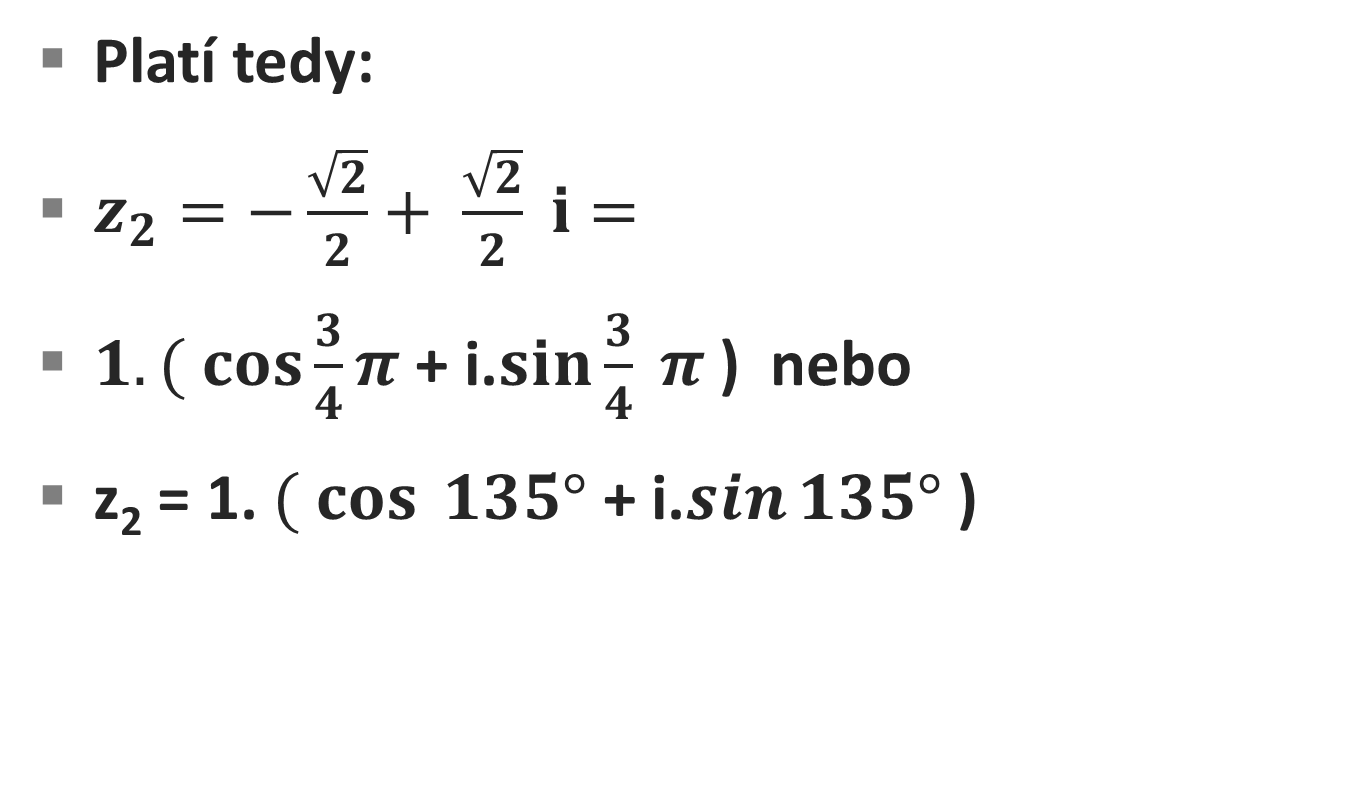 ▪ Platí tedy:
▪ z₂ = −√2/2 + √2/2 i =
▪ 1. ( cos 3/4 π + i.sin 3/4 π ) nebo
▪ z₂ = 1. ( cos 135° + i.sin 135° )